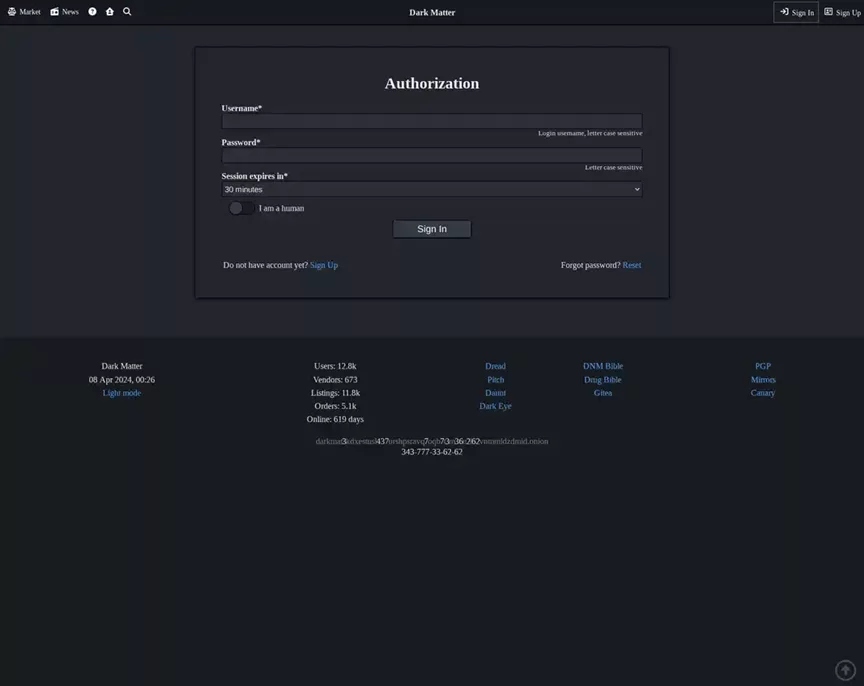 Market News Dark Matter Sign In Sign Up
Authorization
Username*
Login username, letter case sensitive
Password*
Letter case sensitive
Session expires in*
30 minutes
I am a human
Sign In
Do not have account yet? Sign Up Forgot password? Reset
Dark Matter
08 Apr 2024, 00:26
Light mode
Users: 12.8k
Vendors: 673
Listings: 11.8k
Orders: 5.1k
Online: 619 days
Dread
Pitch
Daunt
Dark Eye
DNM Bible
Drug Bible
Gitea
PGP
Mirrors
Canary
343-777-33-62-62